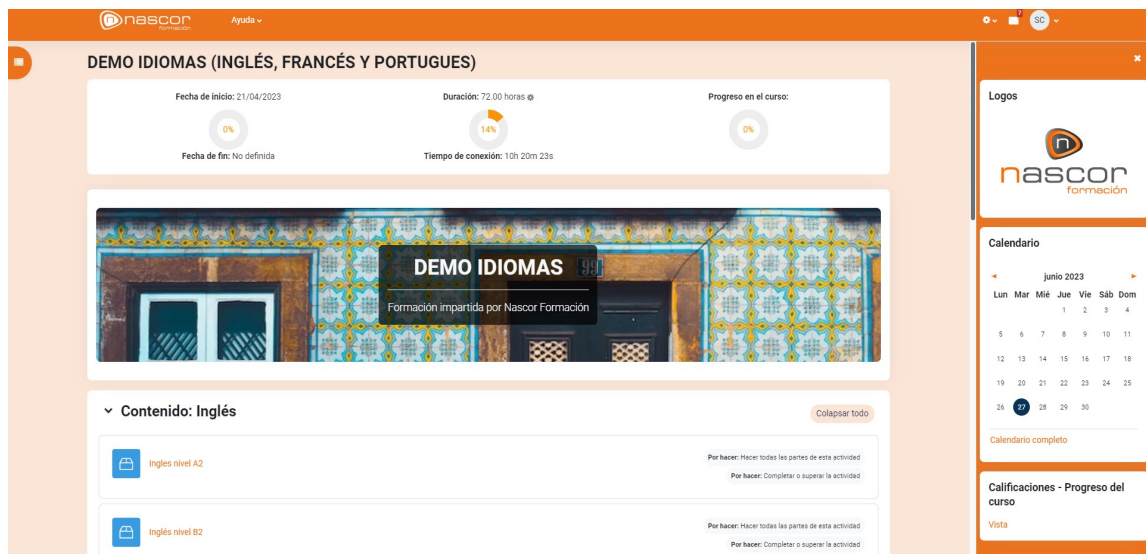 nascor
formación
Ayuda
7
SC
DEMO IDIOMAS (INGLÉS, FRANCÉS Y PORTUGUES)
Fecha de inicio: 21/04/2023
0%
Fecha de fin: No definida
Duración: 72.00 horas
14%
Tiempo de conexión: 10h 20m 23s
Progreso en el curso:
0%
DEMO IDIOMAS
99
Formación impartida por Nascor Formación
Contenido: Inglés
Colapsar todo
Ingles nivel A2
Por hacer: Hacer todas las partes de esta actividad
Por hacer: Completar o superar la actividad
Inglés nivel B2
Por hacer: Hacer todas las partes de esta actividad
Por hacer: Completar o superar la actividad
Logos
nascor
formación
Calendario
junio 2023
Lun Mar Mié Jue Vie Sáb Dom
1 2 3 4
5 6 7 8 9 10 11
12 13 14 15 16 17 18
19 20 21 22 23 24 25
26 27 28 29 30
Calendario completo
Calificaciones - Progreso del
curso
Vista